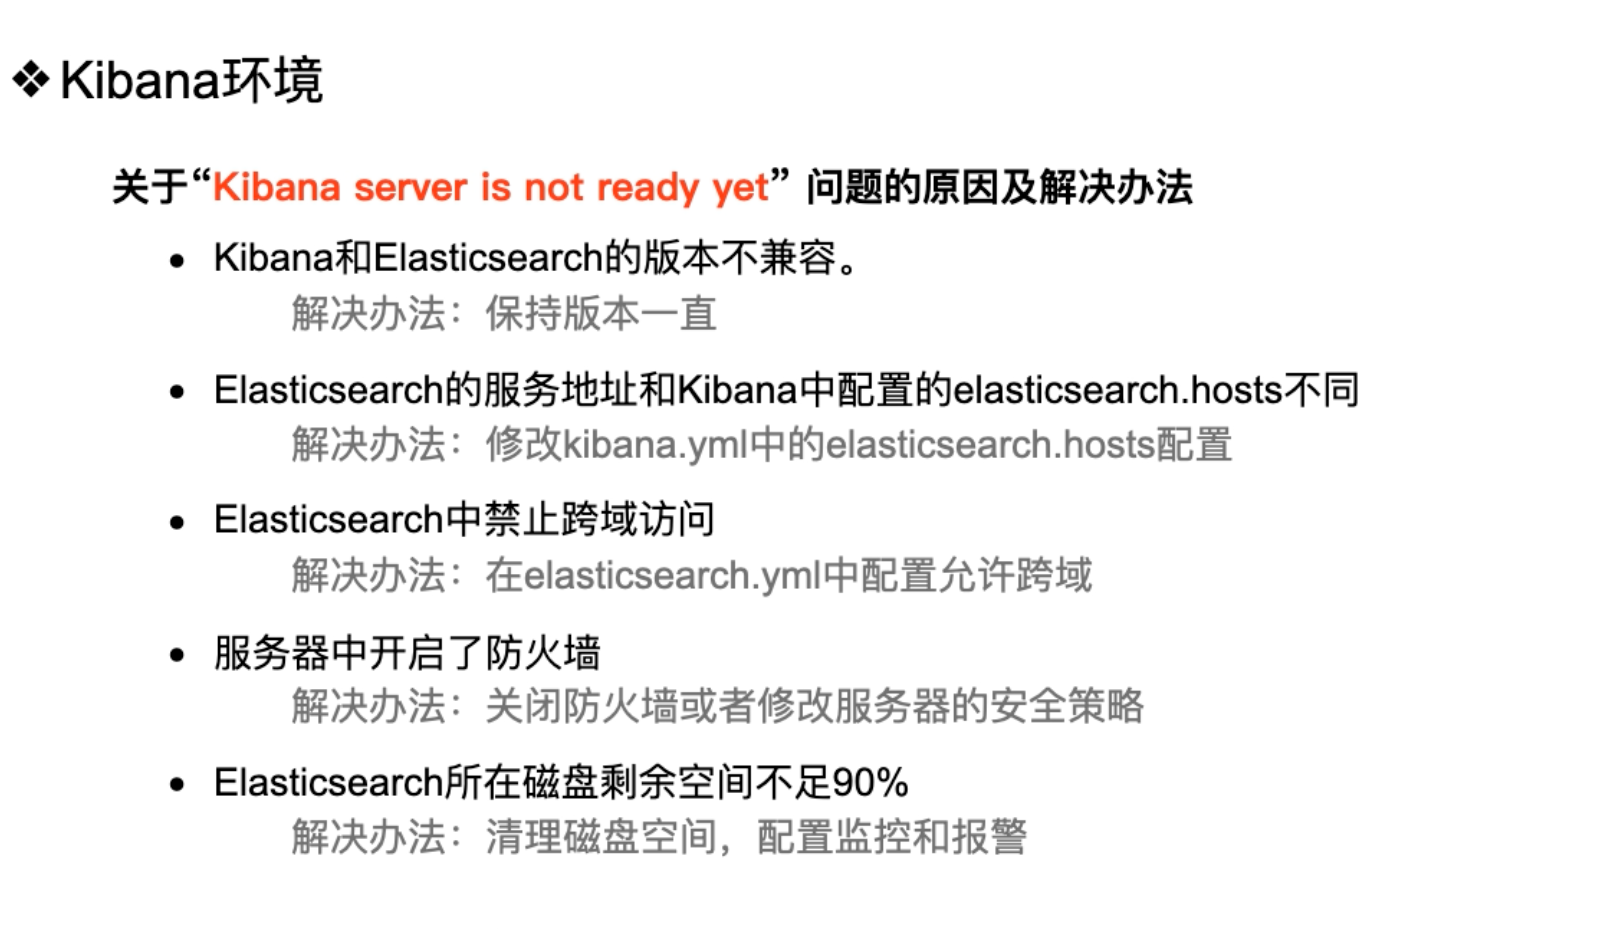 ❖Kibana环境
关于“Kibana server is not ready yet” 问题的原因及解决办法
• Kibana和Elasticsearch的版本不兼容。
解决办法：保持版本一直
• Elasticsearch的服务地址和Kibana中配置的elasticsearch.hosts不同
解决办法：修改kibana.yml中的elasticsearch.hosts配置
• Elasticsearch中禁止跨域访问
解决办法：在elasticsearch.yml中配置允许跨域
• 服务器中开启了防火墙
解决办法：关闭防火墙或者修改服务器的安全策略
• Elasticsearch所在磁盘剩余空间不足90%
解决办法：清理磁盘空间，配置监控和报警